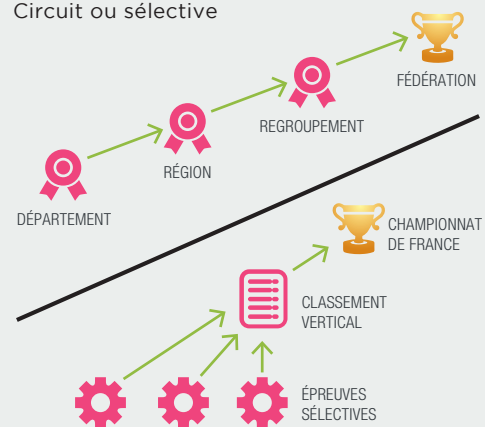 Circuit ou sélective
FÉDÉRATION
REGROUPEMENT
RÉGION
DÉPARTEMENT
CHAMPIONNAT
DE FRANCE
CLASSEMENT
VERTICAL
ÉPREUVES
SÉLECTIVES